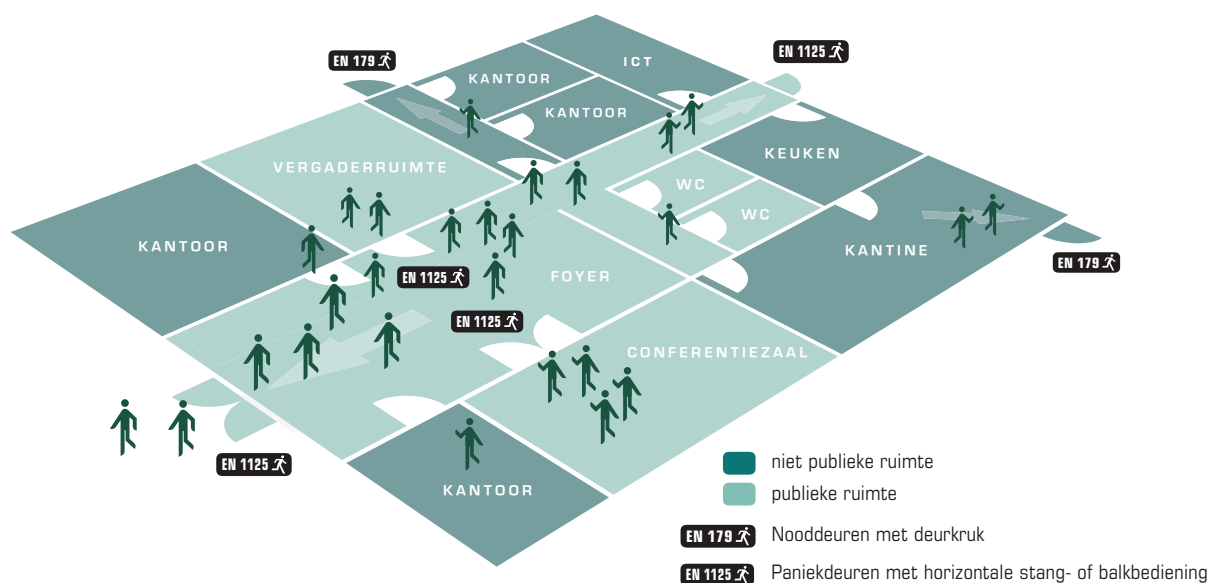 EN 1125
EN 179
ICT
KANTOOR
KANTOOR
KEUKEN
VERGADERRUIMTE
WC
WC
KANTOOR
KANTINE
EN 179
EN 1125
FOYER
EN 1125
CONFERENTIEZAAL
EN 1125
KANTOOR
niet publieke ruimte
publieke ruimte
EN 179 Nooddeuren met deurkruk
EN 1125 Paniekdeuren met horizontale stang- of balkbediening